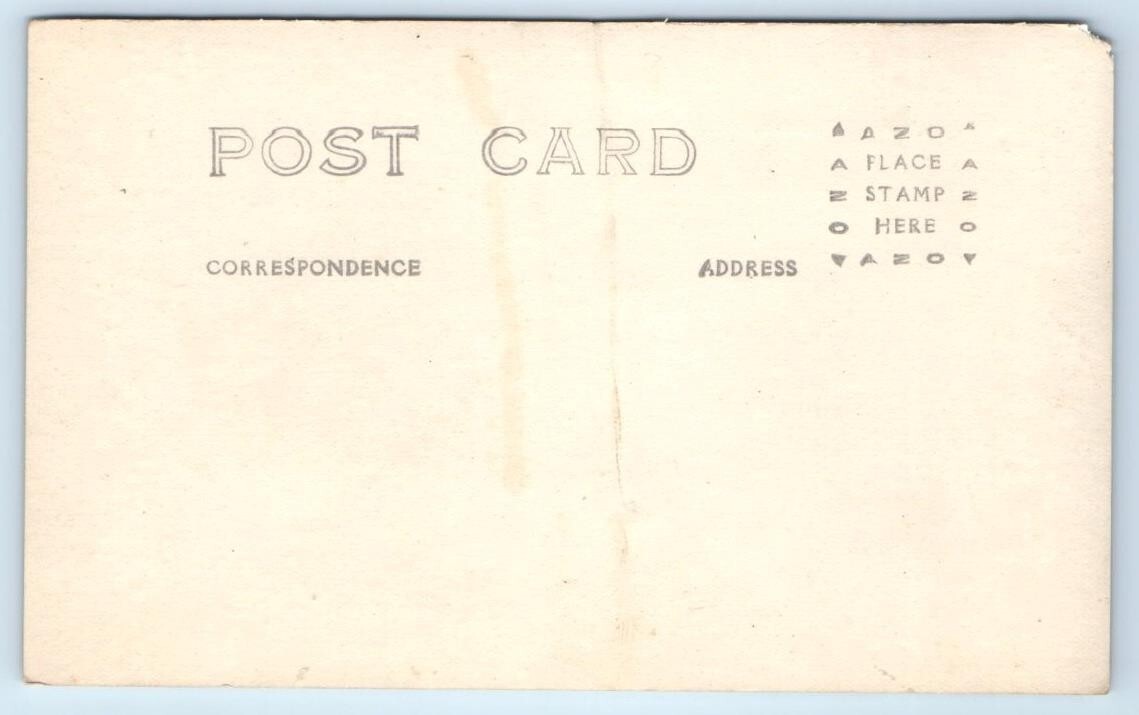 POST CARD
CORRESPONDENCE
ADDRESS
AZO
A PLACE A
Z STAMP Z
O HERE O
AZO